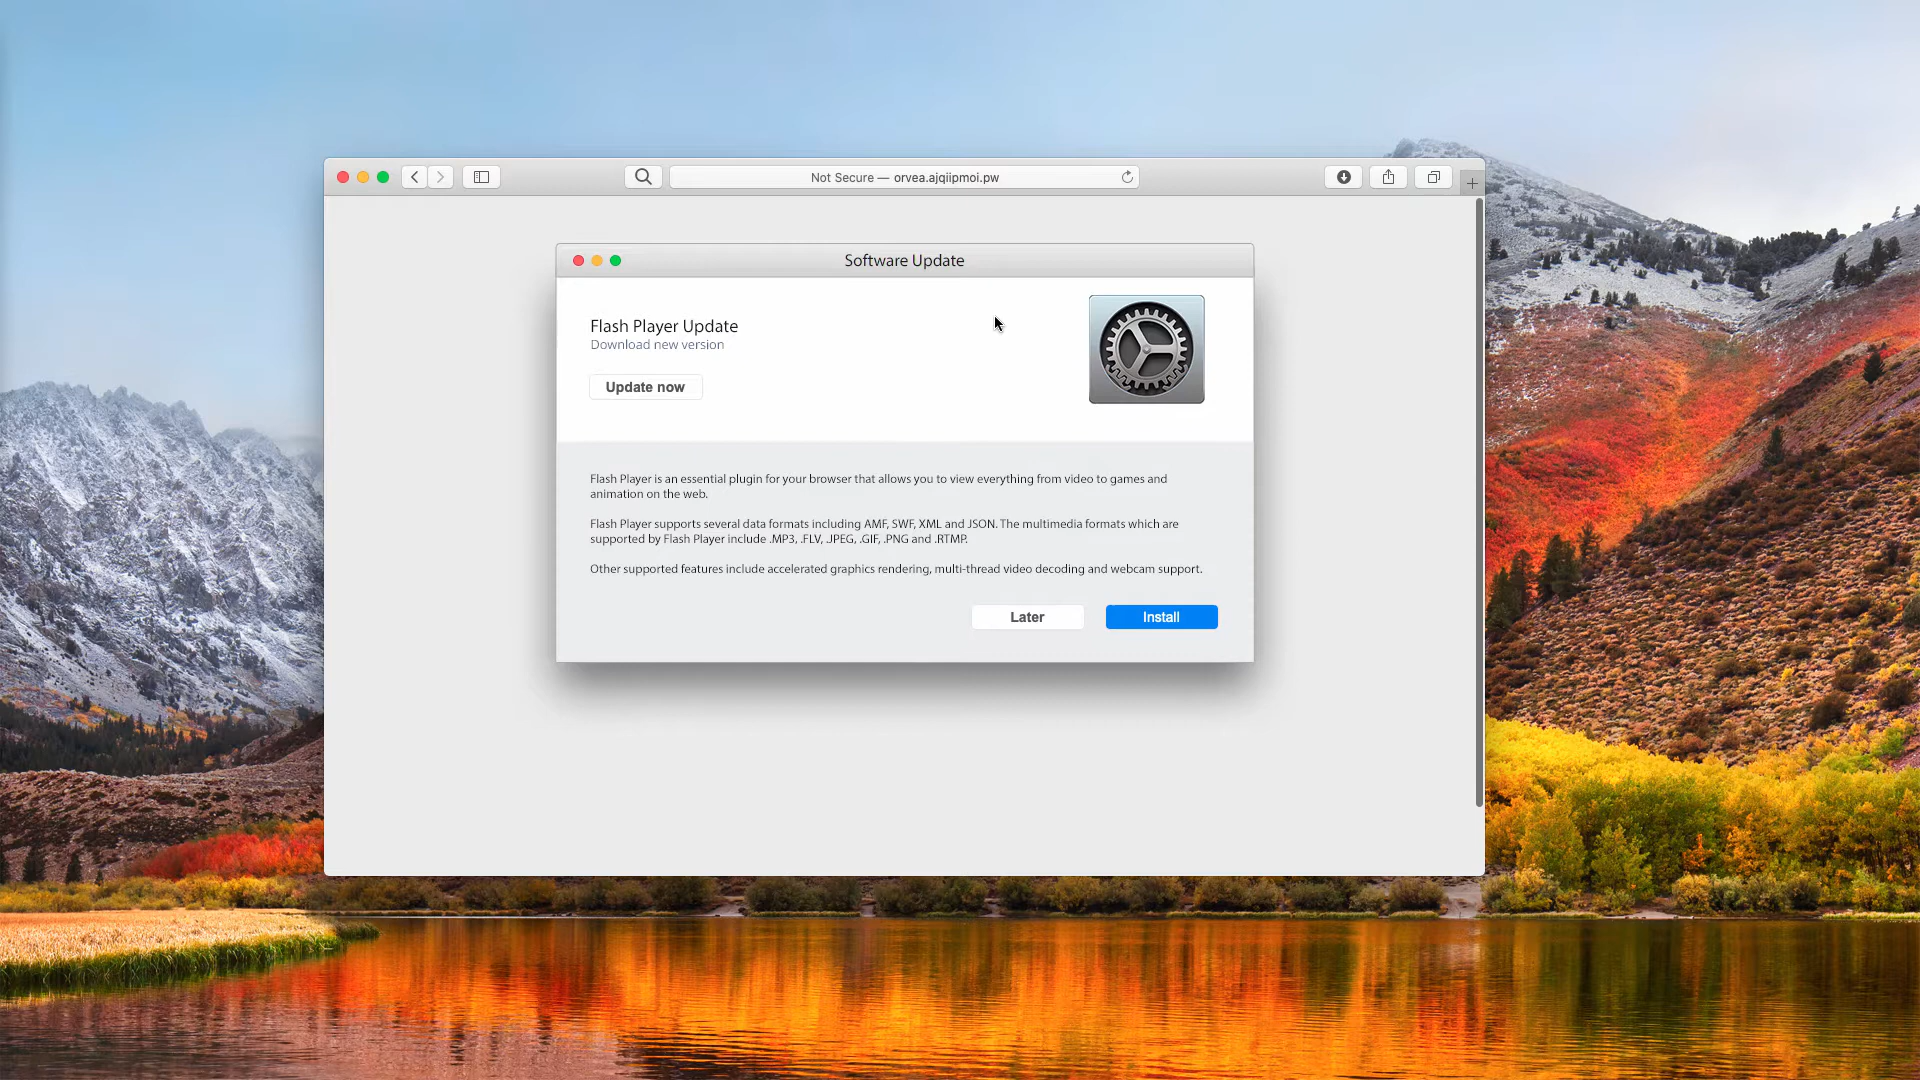 Not Secure — orvea.ajqiipmoi.pw
Software Update
Flash Player Update
Download new version
Update now
Flash Player is an essential plugin for your browser that allows you to view everything from video to games and
animation on the web.
Flash Player supports several data formats including AMF, SWF, XML and JSON. The multimedia formats which are
supported by Flash Player include .MP3, .FLV, .JPEG, .GIF, .PNG and .RTMP.
Other supported features include accelerated graphics rendering, multi-thread video decoding and webcam support.
Later
Install